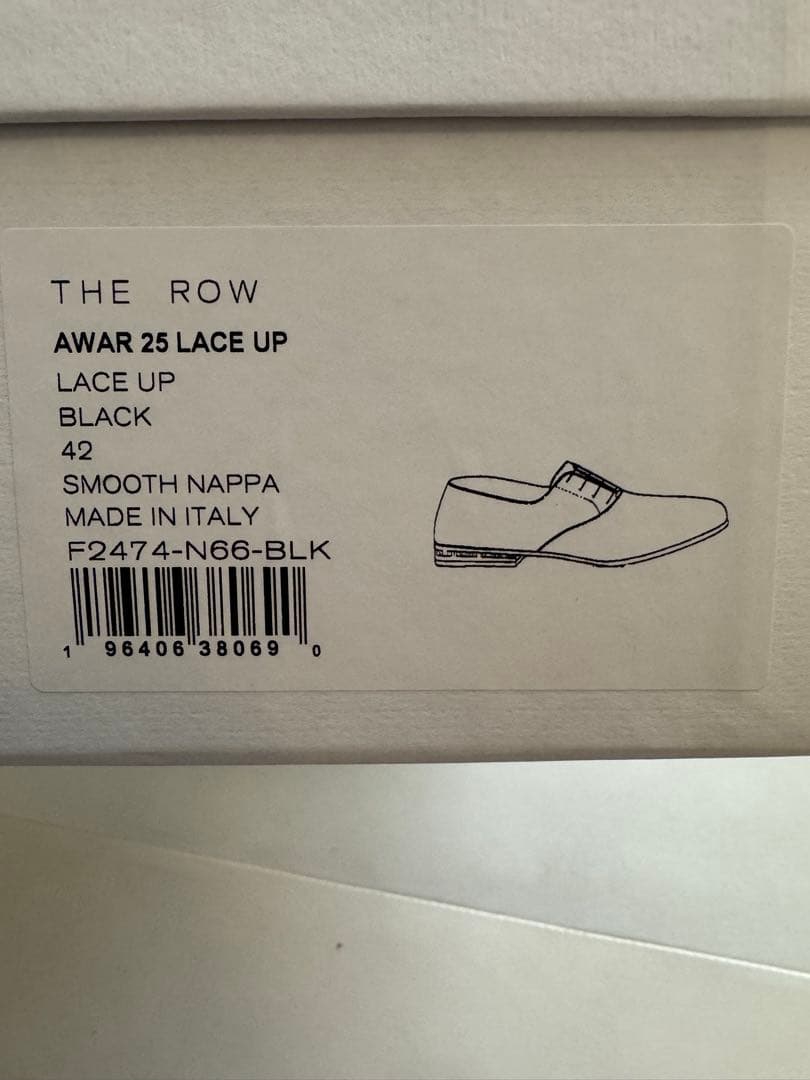 THE ROW
AWAR 25 LACE UP
LACE UP
BLACK
42
SMOOTH NAPPA
MADE IN ITALY
F2474-N66-BLK
1 96406 38069 0